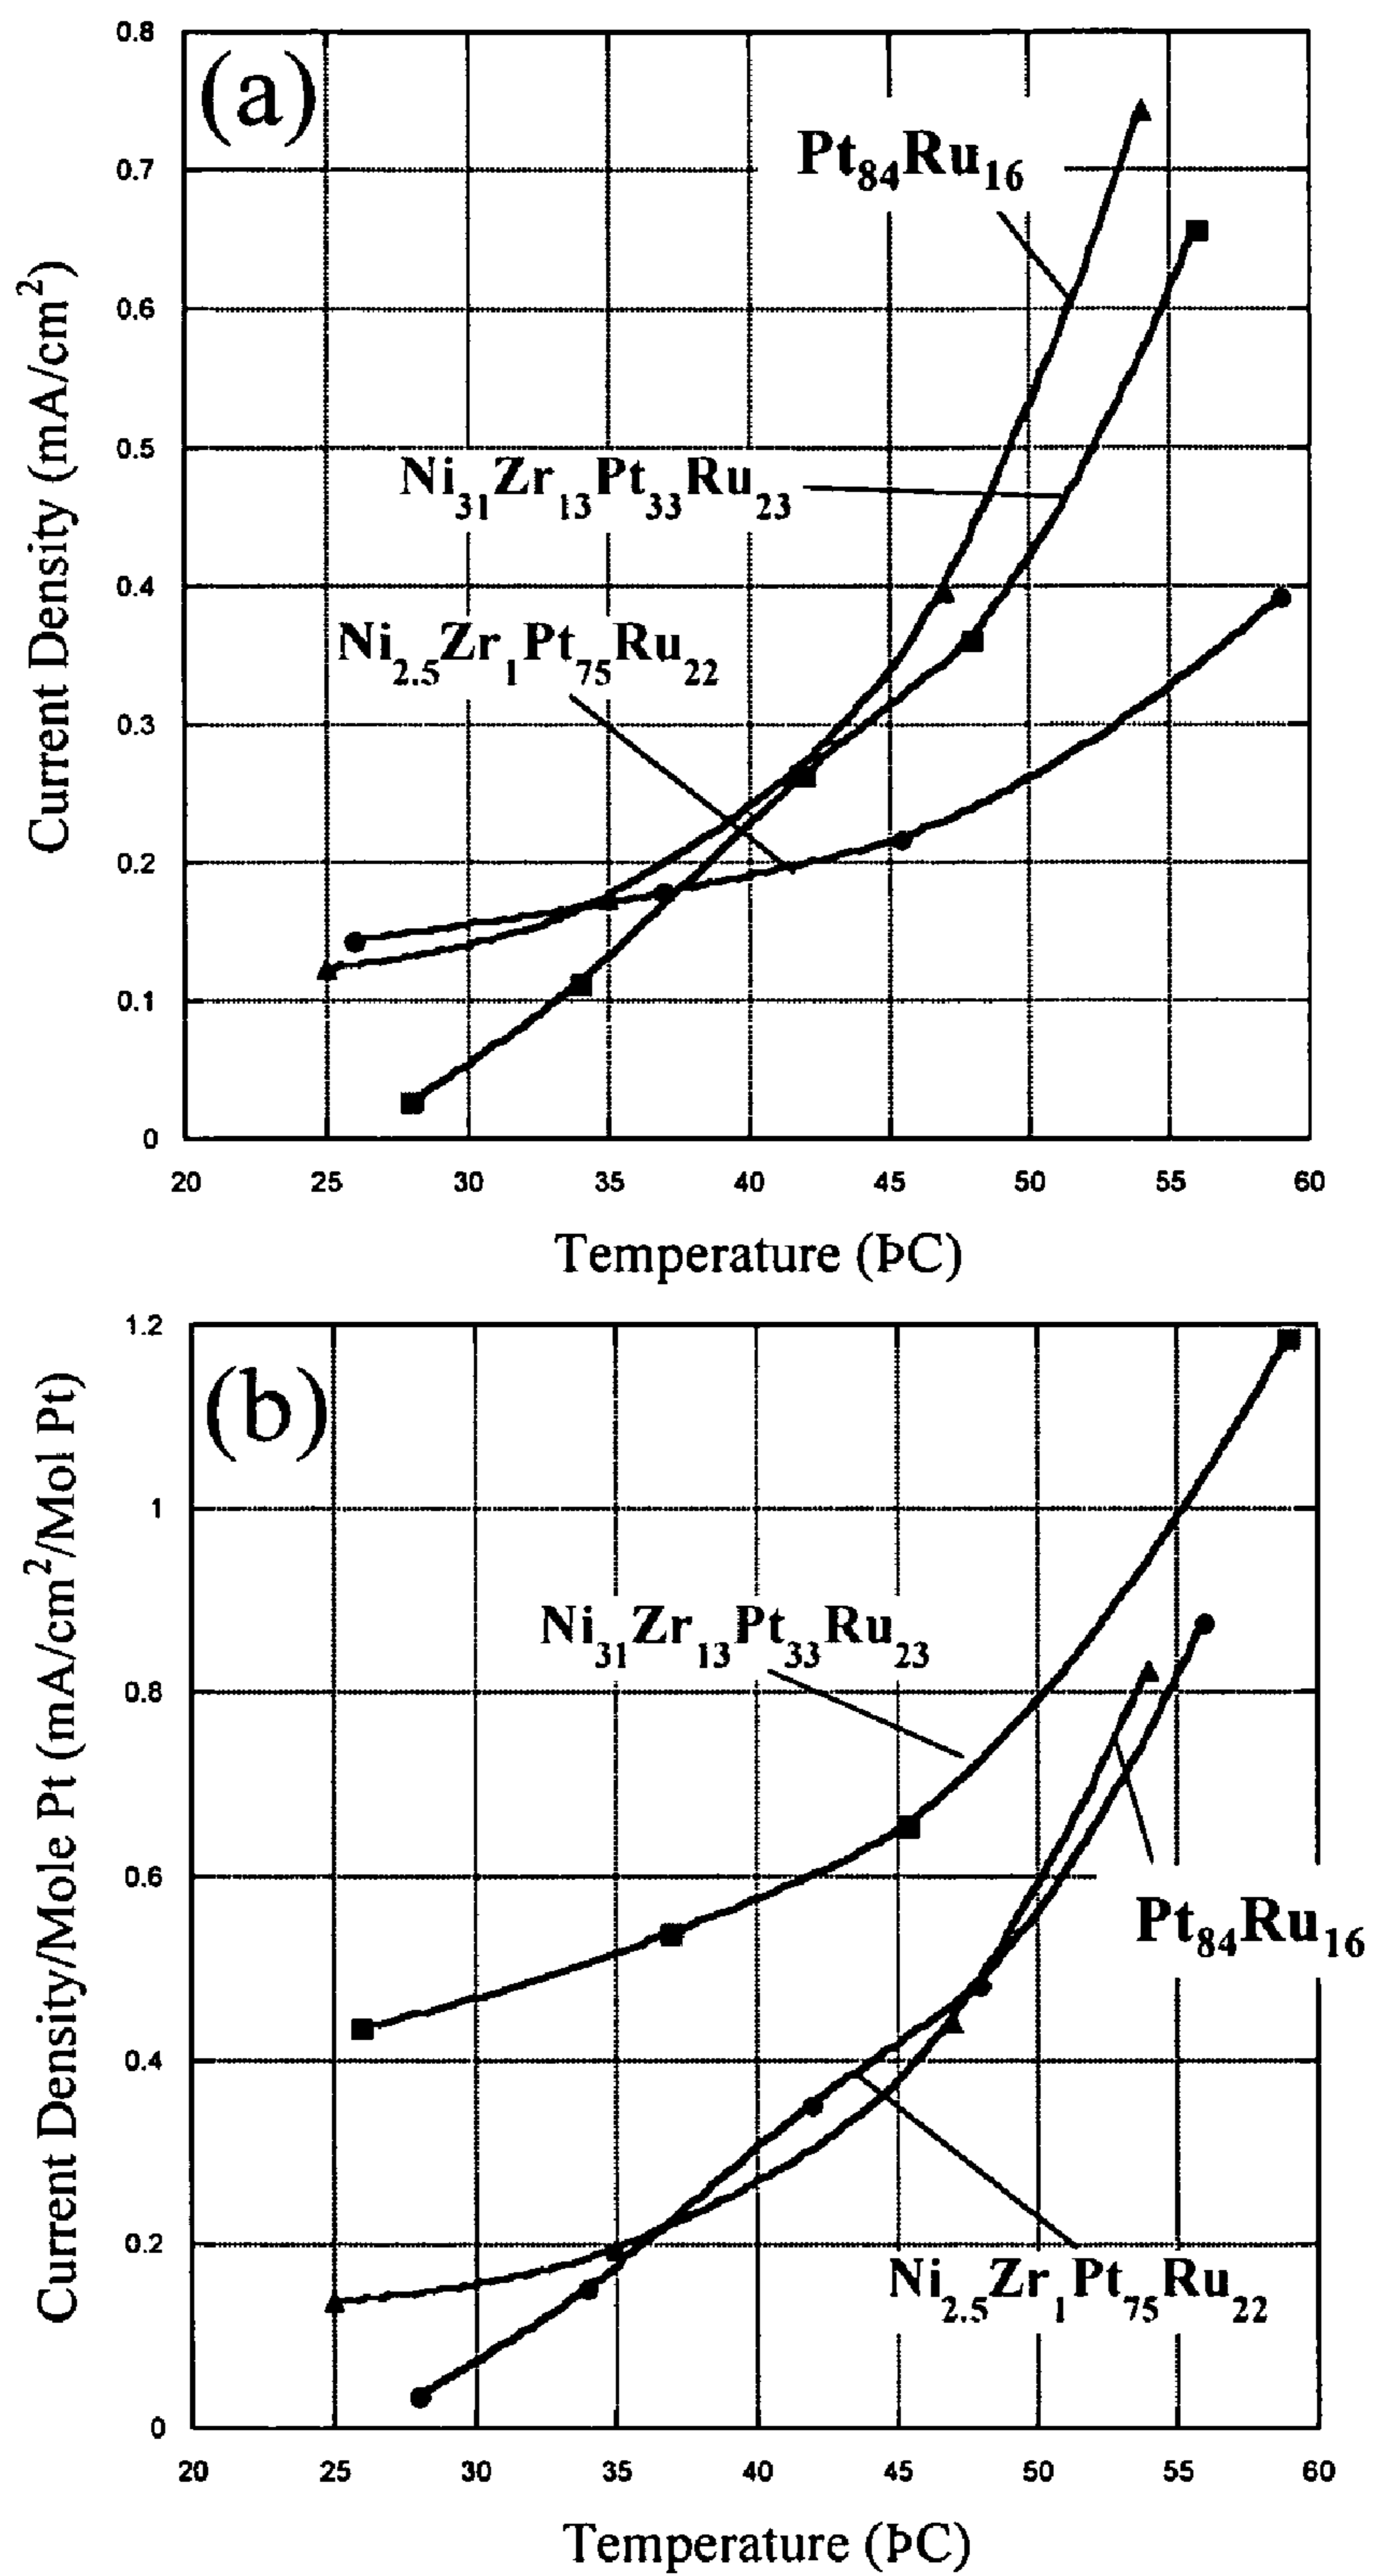 (a)
0.8
0.7
0.6
0.5
0.4
0.3
0.2
0.1
0
Current Density (mA/cm²)
Pt₈₄Ru₁₆
Ni₃₁Zr₁₃Pt₃₃Ru₂₃
Ni₂.₅Zr₁Pt₇₅Ru₂₂
20 25 30 35 40 45 50 55 60
Temperature (ÞC)
(b)
1.2
1
0.8
0.6
0.4
0.2
0
Current Density/Mole Pt (mA/cm²/Mol Pt)
Ni₃₁Zr₁₃Pt₃₃Ru₂₃
Pt₈₄Ru₁₆
Ni₂.₅Zr₁Pt₇₅Ru₂₂
20 25 30 35 40 45 50 55 60
Temperature (ÞC)